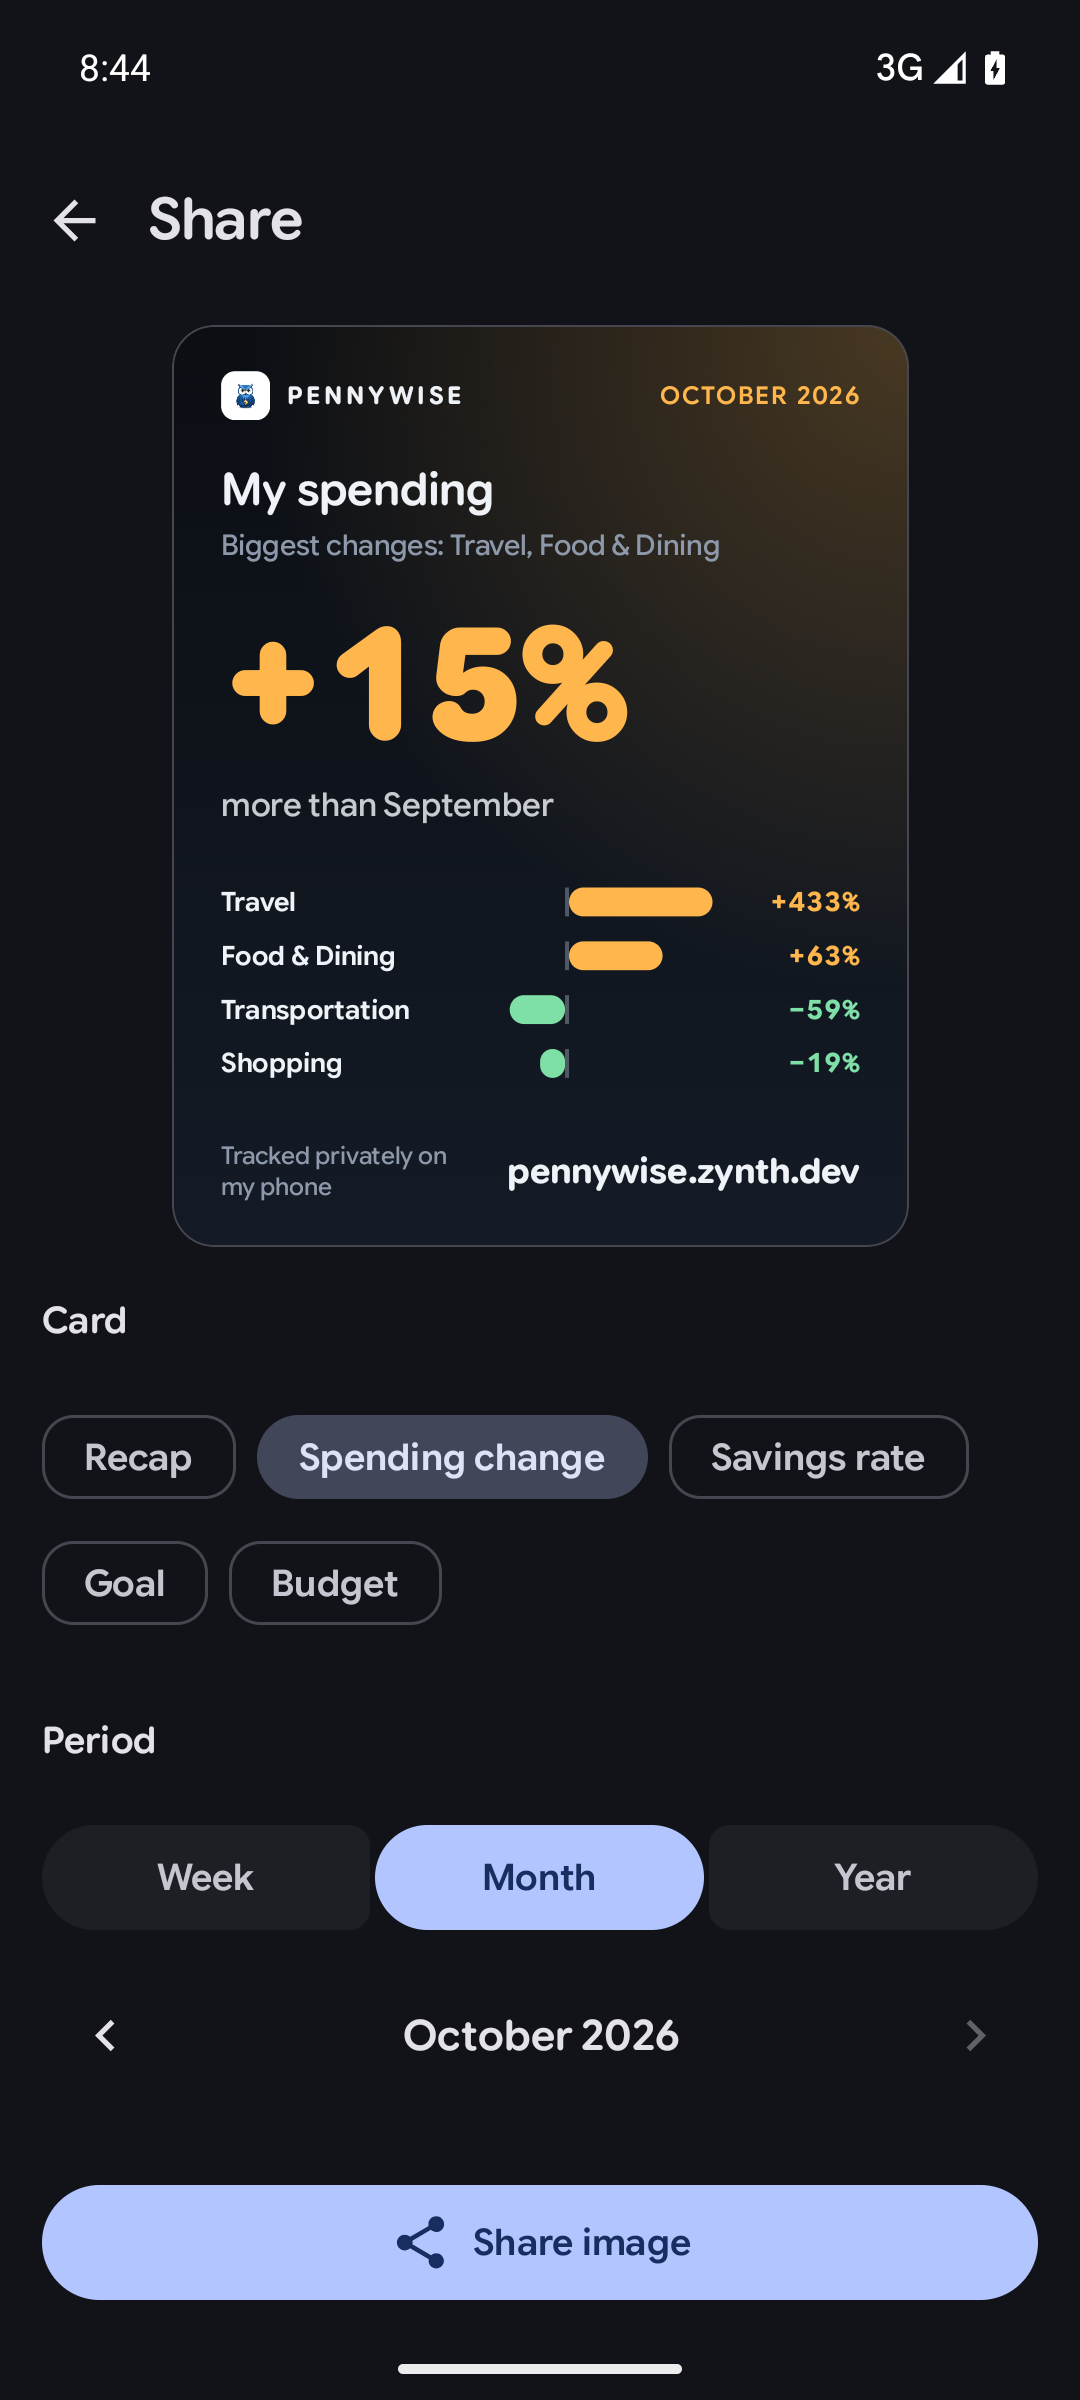 8:44
3G
Share
PENNYWISE
OCTOBER 2026
My spending
Biggest changes: Travel, Food & Dining
+15%
more than September
Travel +433%
Food & Dining +63%
Transportation −59%
Shopping −19%
Tracked privately on
my phone
pennywise.zynth.dev
Card
Recap Spending change Savings rate
Goal Budget
Period
Week Month Year
October 2026
Share image